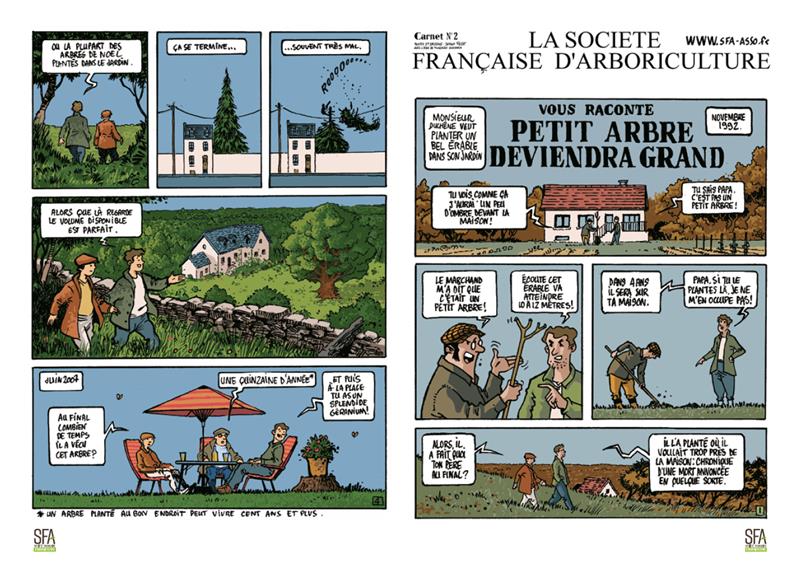 OU LA PLUPART DES
ARBRES DE NOËL
PLANTÉS DANS LE JARDIN.
ÇA SE TERMINE...
...SOUVENT TRÈS MAL.
ROOOOO...
ALORS QUE LÀ REGARDE
LE VOLUME DISPONIBLE
EST PARFAIT.
JUIN 2007
AU FINAL
COMBIEN
DE TEMPS
IL A VÉCU
CET ARBRE?
UNE QUINZAINE D'ANNÉE*
...ET PUIS
À LA PLACE
TU AS UN
SPLENDIDE
GÉRANIUM!
2
* UN ARBRE PLANTÉ AU BON ENDROIT PEUT VIVRE CENT ANS ET PLUS.
SFA
Carnet N°2
LA SOCIETE
WWW.SFA-ASSO.fr
FRANÇAISE D'ARBORICULTURE
MONSIEUR
DUCHÊNE VEUT
PLANTER UN
BEL ÉRABLE
DANS SON JARDIN
VOUS RACONTE
PETIT ARBRE
DEVIENDRA GRAND
NOVEMBRE
1992.
TU VOIS, COMME ÇA
J'AURAI UN PEU
D'OMBRE DEVANT LA
MAISON!
TU SAIS PAPA.
C'EST PAS UN
PETIT ARBRE!
LE MARCHAND
M'A DIT QUE
C'ÉTAIT UN
PETIT ARBRE!
ÉCOUTE CET
ÉRABLE VA
ATTEINDRE
10 À 12 MÈTRES!
DANS 4 ANS
IL SERA SUR
TA MAISON.
PAPA, SI TU LE
PLANTES LÀ, JE NE
M'EN OCCUPE PAS!
ALORS, IL
A FAIT QUOI
TON PÈRE
AU FINAL?
IL L'A PLANTÉ OÙ IL
VOULAIT TROP PRÈS DE
LA MAISON: CHRONIQUE
D'UNE MORT ANNONCÉE
EN QUELQUE SORTE.
1
SFA